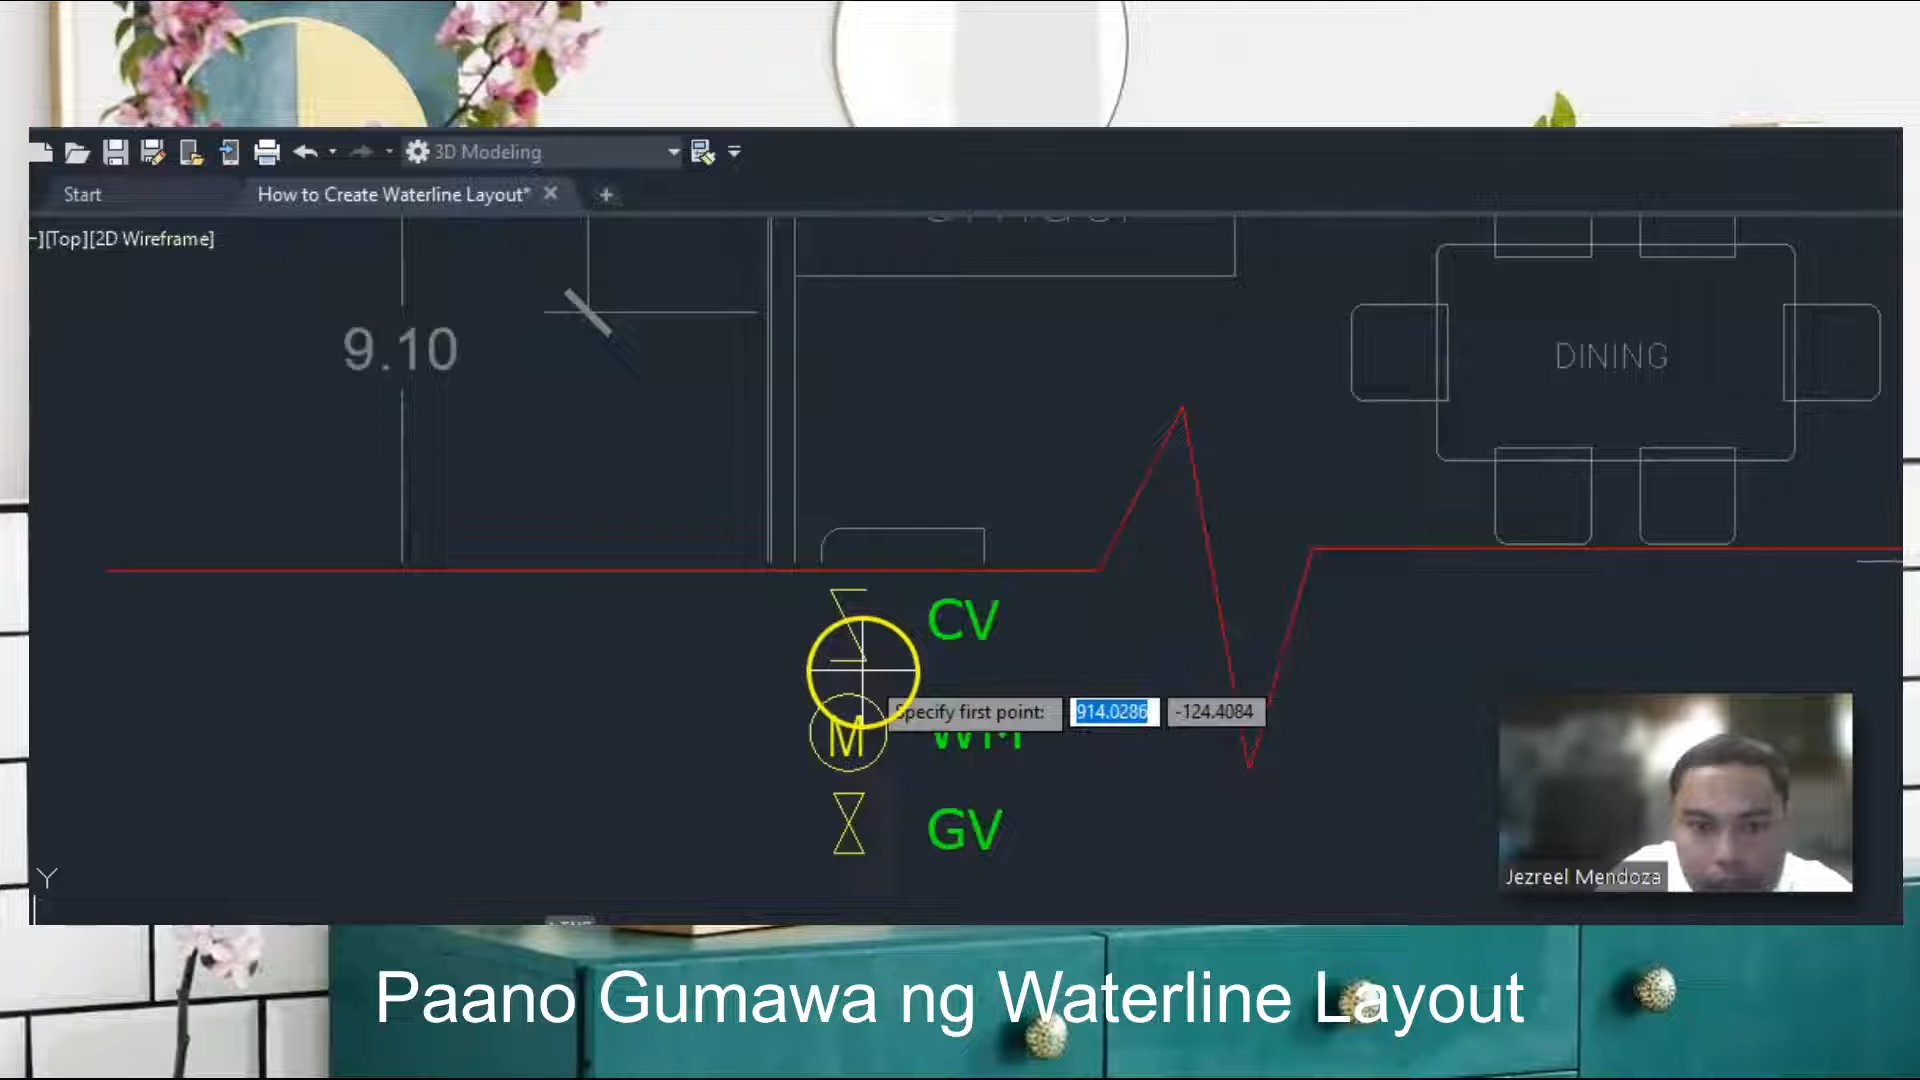 3D Modeling
Start
How to Create Waterline Layout*
-][Top][2D Wireframe]
9.10
DINING
CV
Specify first point: 914.0286 -124.4084
M
WM
GV
Y
Jezreel Mendoza
Paano Gumawa ng Waterline Layout